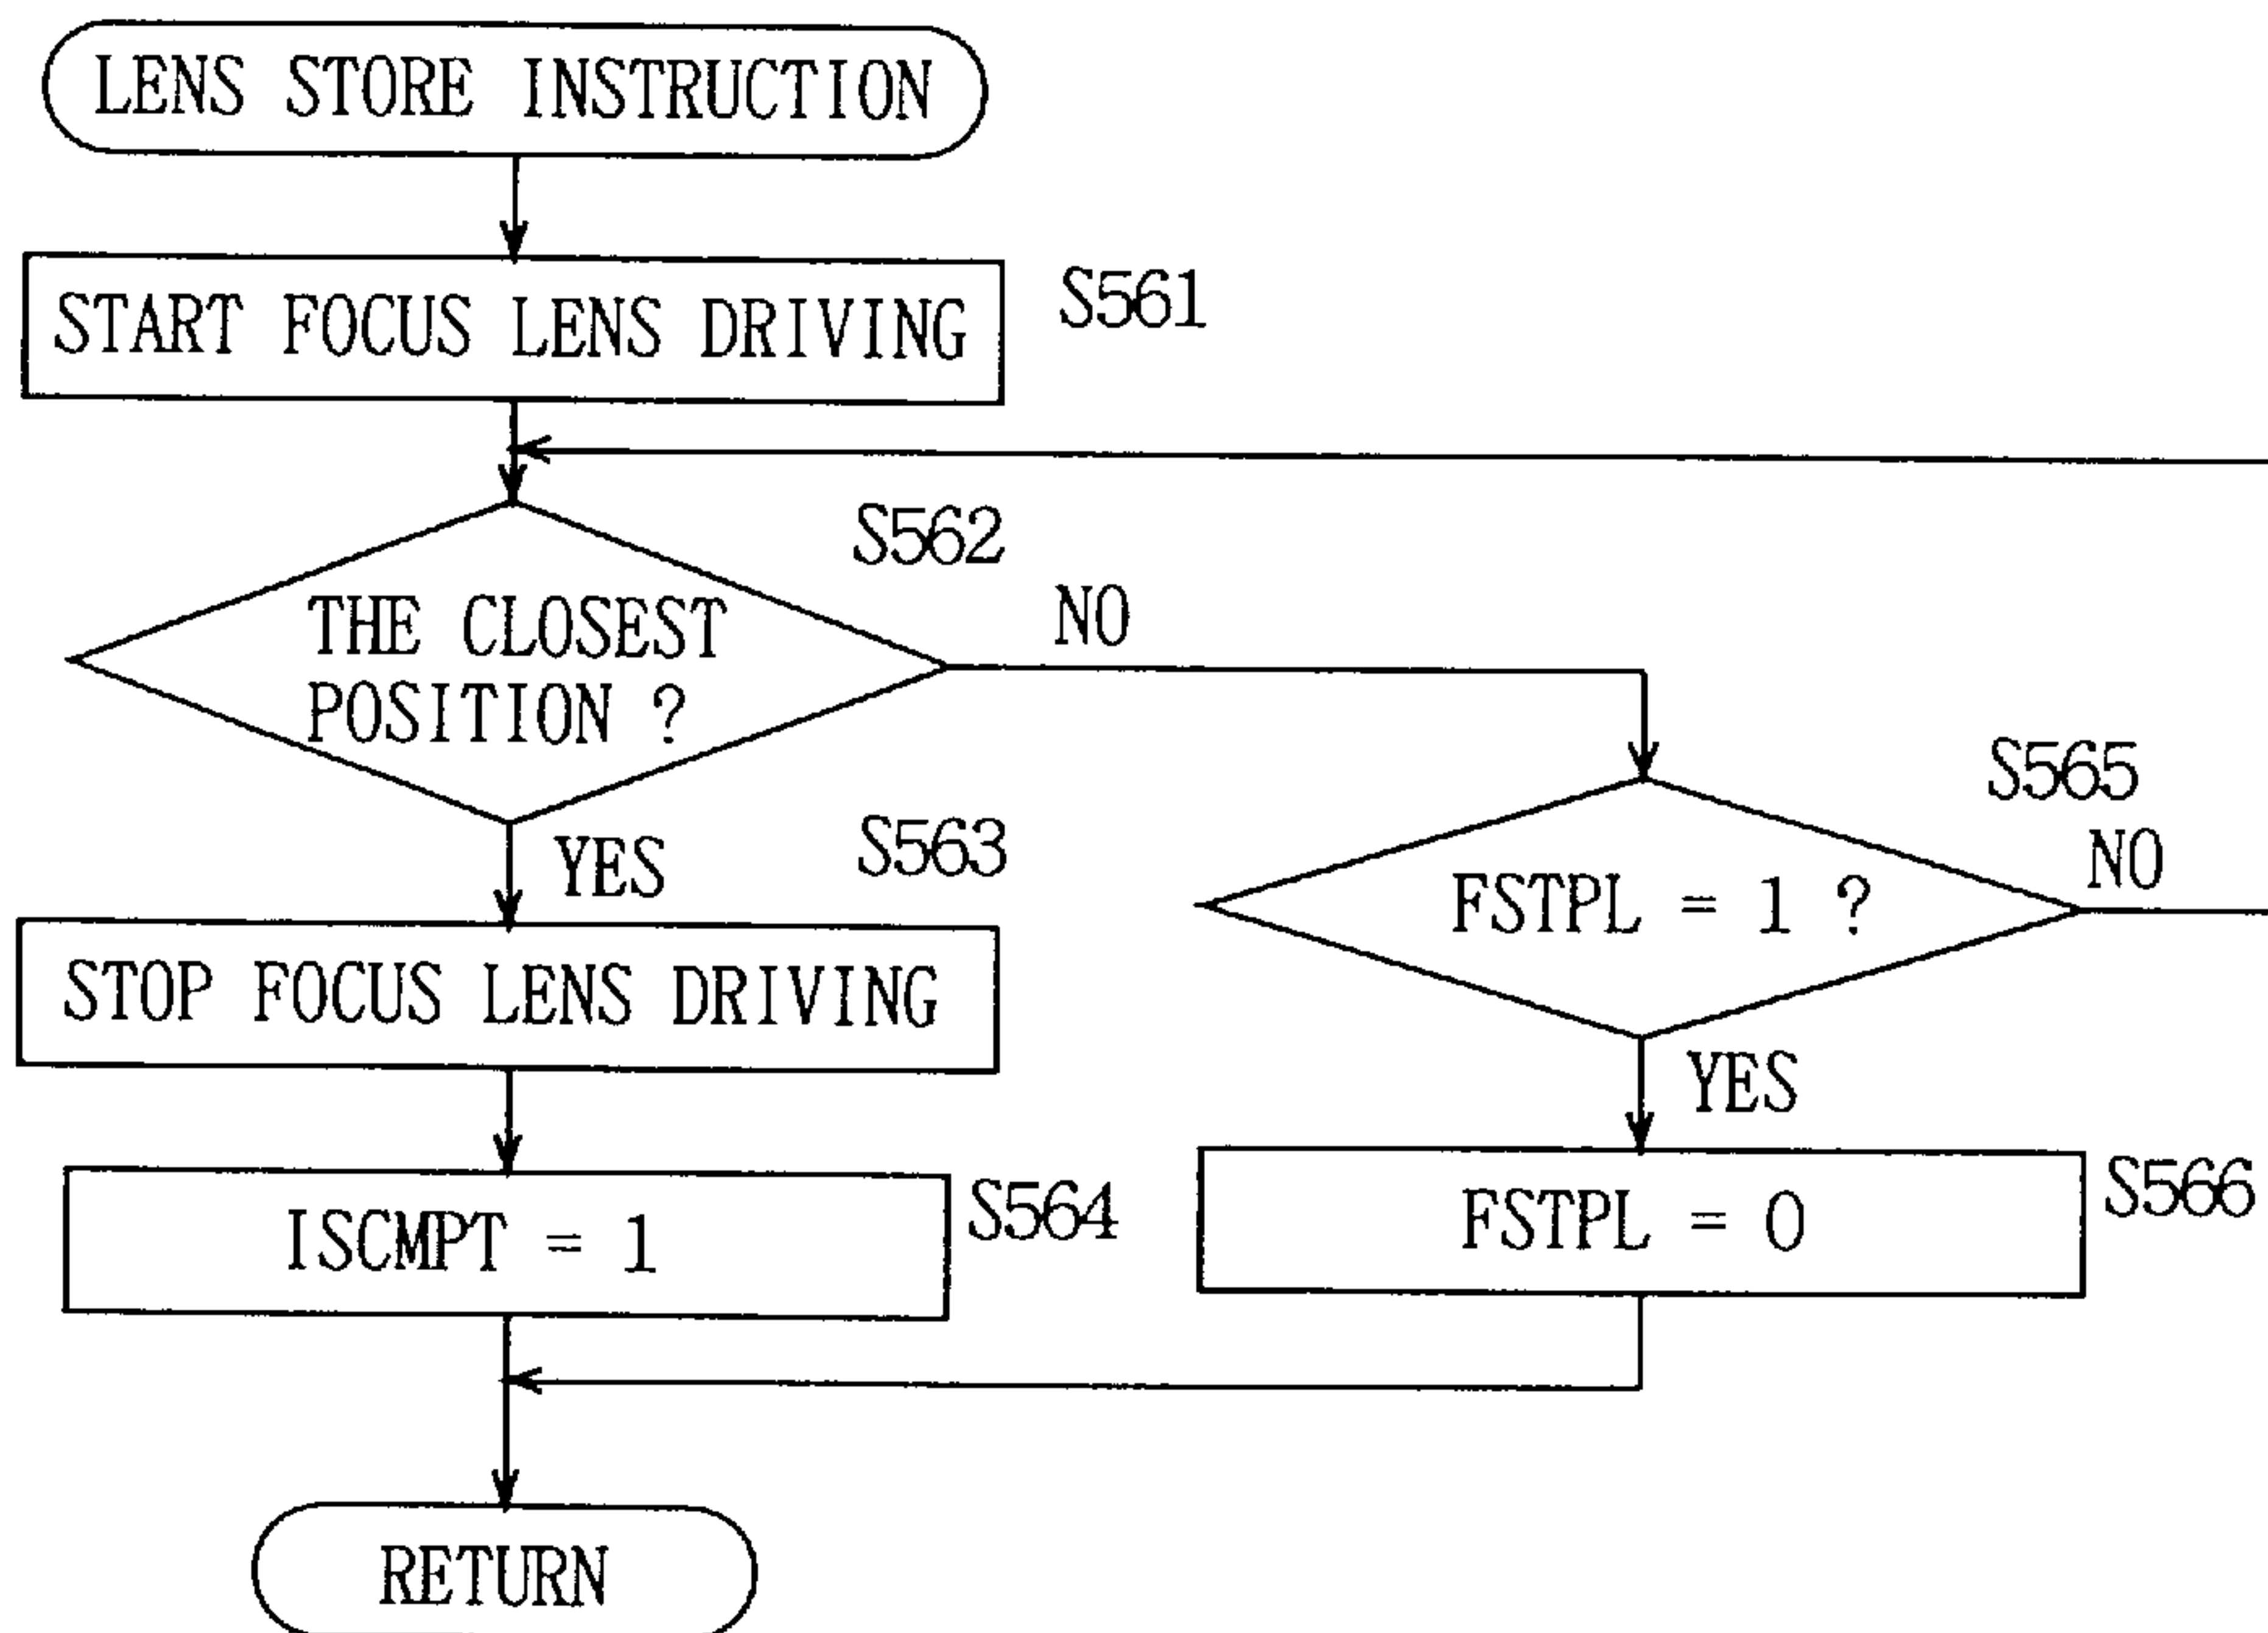 LENS STORE INSTRUCTION
START FOCUS LENS DRIVING
S561
S562
THE CLOSEST
POSITION ?
NO
YES
S563
STOP FOCUS LENS DRIVING
ISCMPT = 1
S564
S565
FSTPL = 1 ?
NO
YES
FSTPL = 0
S566
RETURN